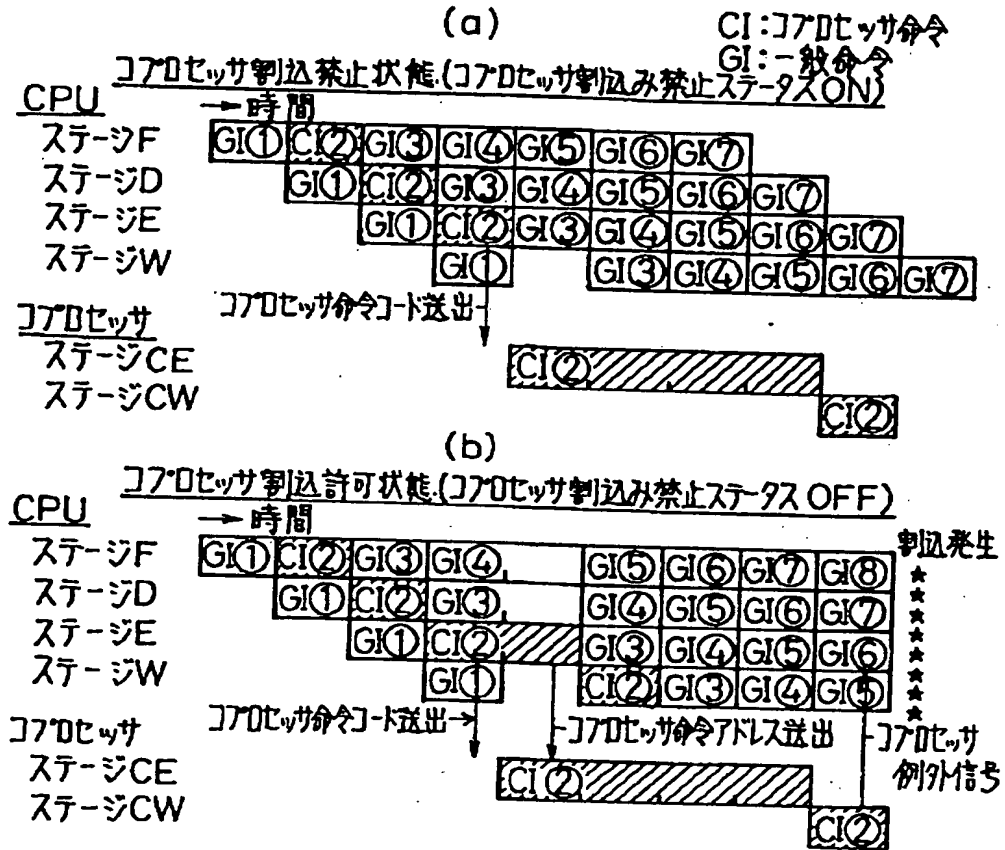 (a)
CI:コプロセッサ命令
GI:一般命令
コプロセッサ割込禁止状態.(コプロセッサ割込み禁止ステータスON)
CPU
→時間
ステージF GI① CI② GI③ GI④ GI⑤ GI⑥ GI⑦
ステージD GI① CI② GI③ GI④ GI⑤ GI⑥ GI⑦
ステージE GI① CI② GI③ GI④ GI⑤ GI⑥ GI⑦
ステージW GI① GI③ GI④ GI⑤ GI⑥ GI⑦
コプロセッサ命令コード送出
コプロセッサ
ステージCE CI②
ステージCW CI②
(b)
コプロセッサ割込許可状態.(コプロセッサ割込み禁止ステータスOFF)
CPU
→時間
割込発生
ステージF GI① CI② GI③ GI④ GI⑤ GI⑥ GI⑦ GI⑧
ステージD GI① CI② GI③ GI④ GI⑤ GI⑥ GI⑦
ステージE GI① CI② GI③ GI④ GI⑤ GI⑥
ステージW GI① CI② GI③ GI④ GI⑤
コプロセッサ命令コード送出→
←コプロセッサ命令アドレス送出
コプロセッサ
例外信号
コプロセッサ
ステージCE CI②
ステージCW CI②